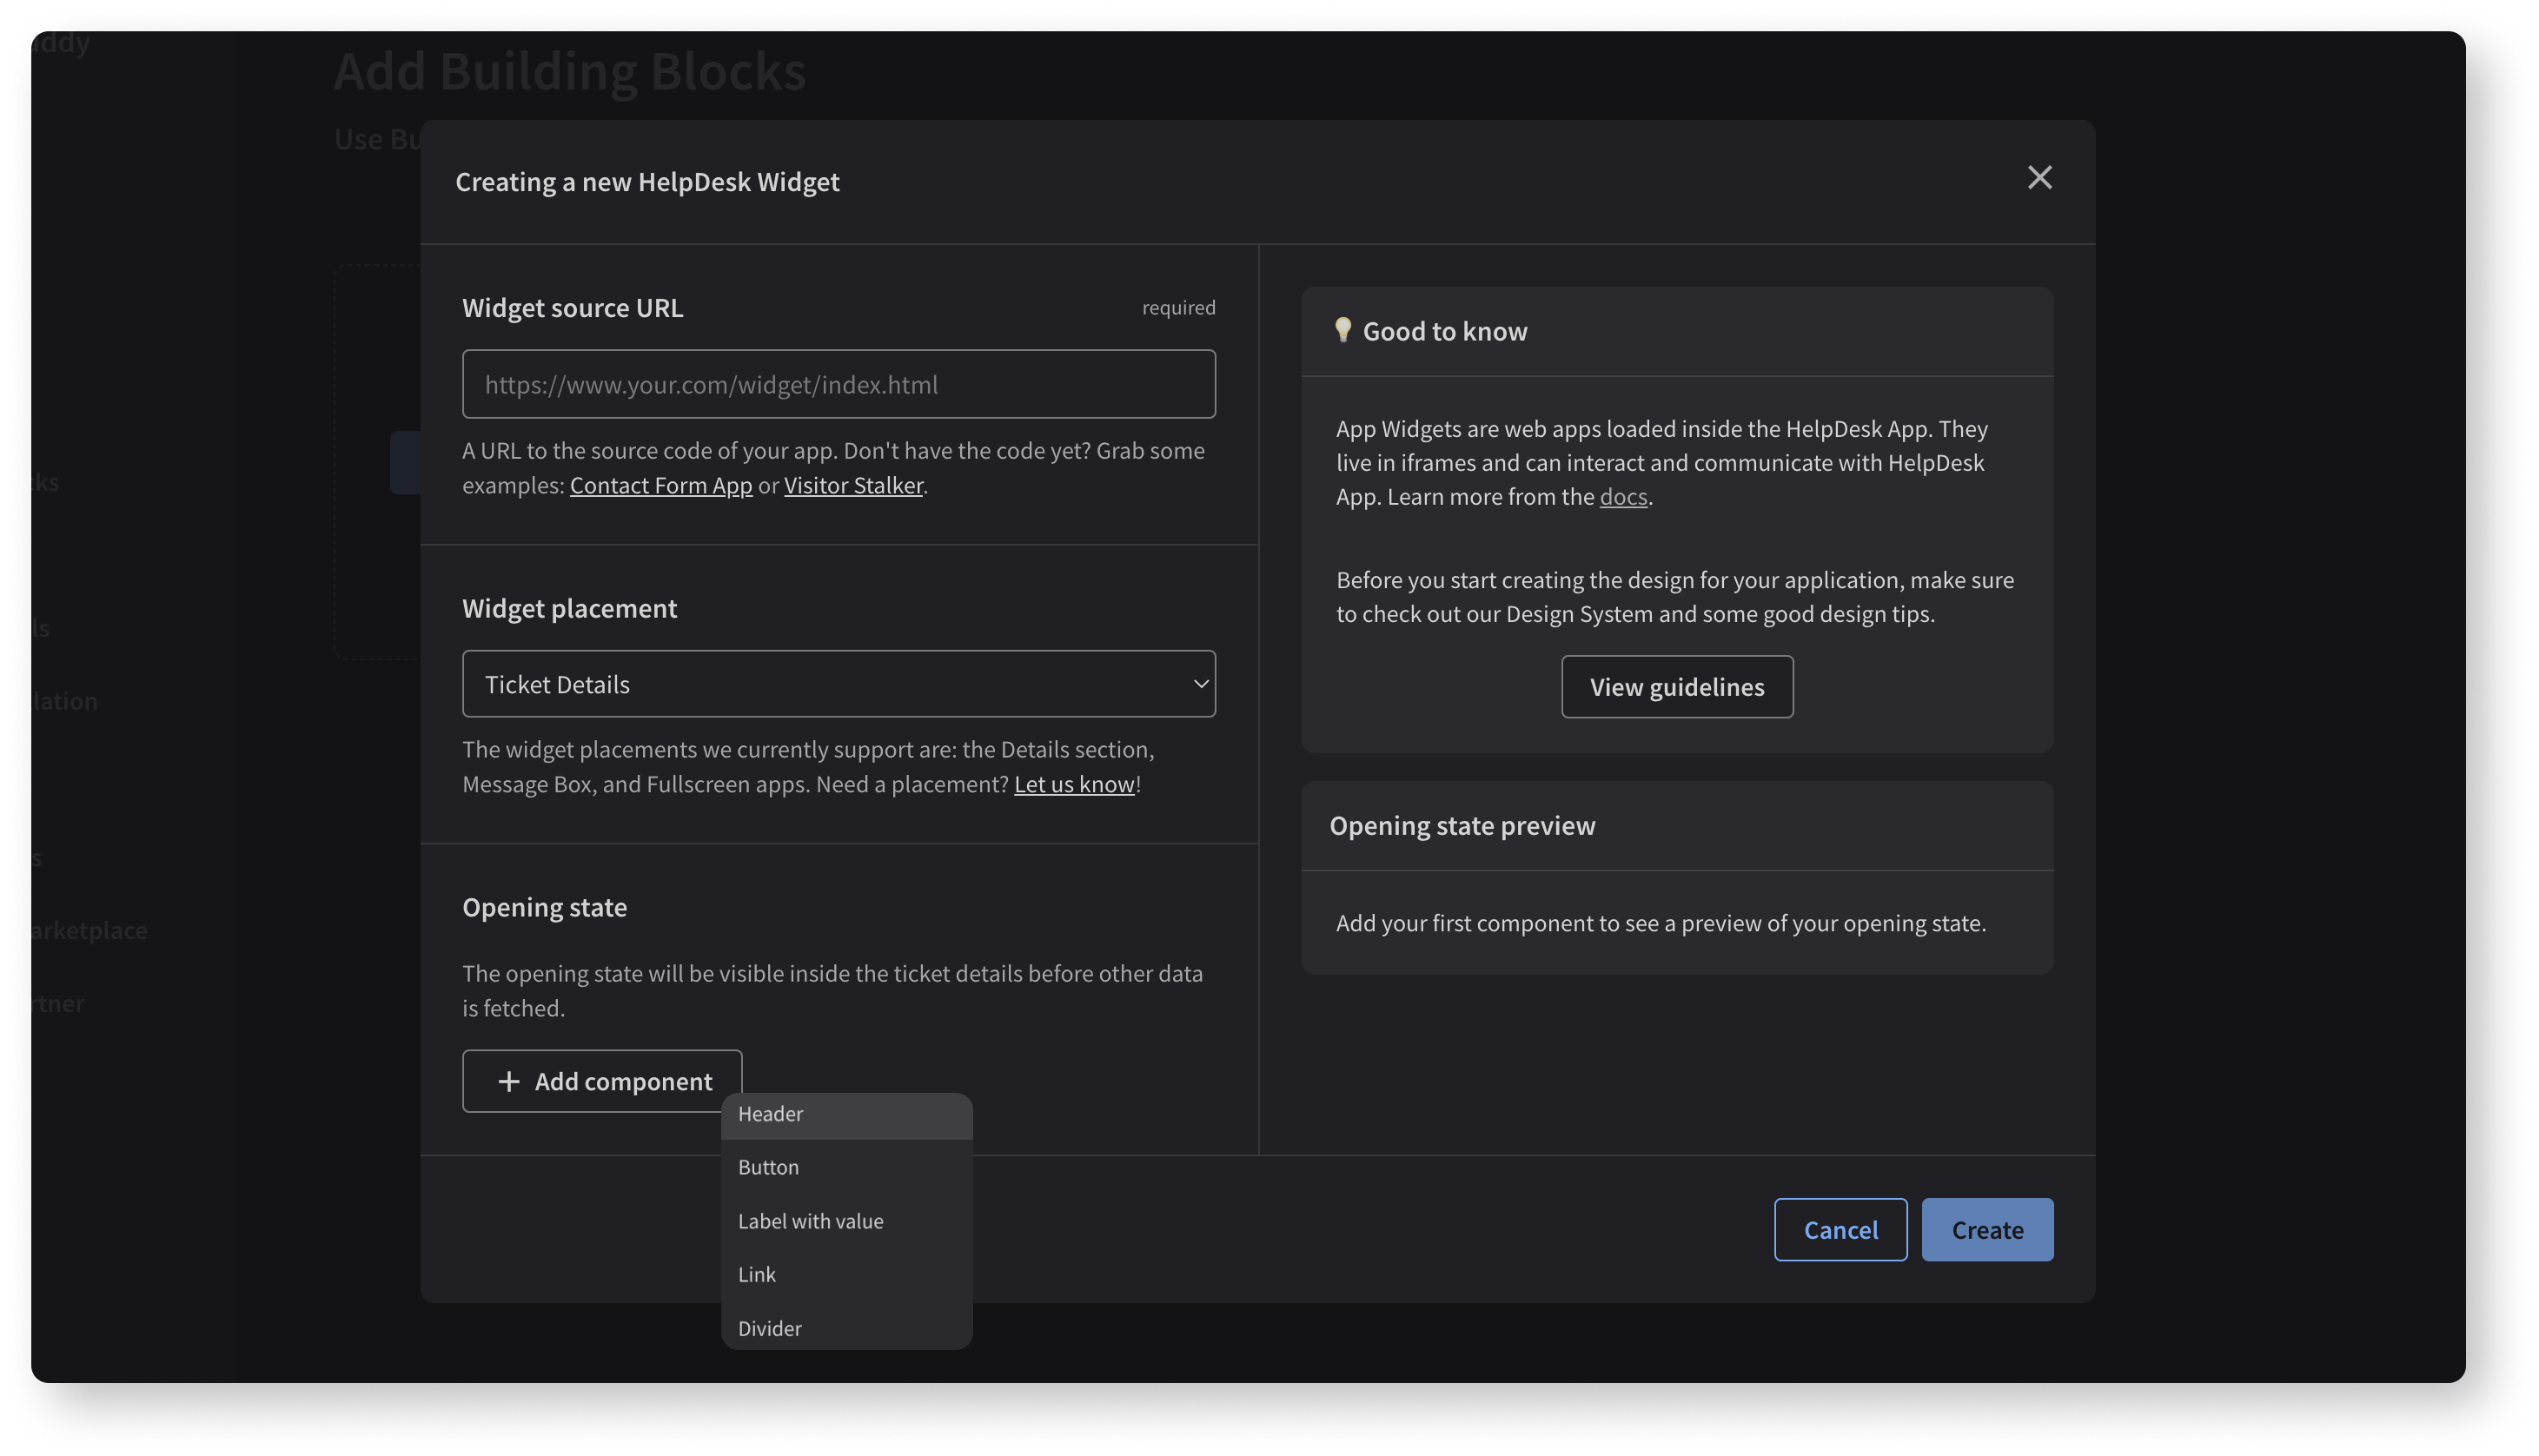 Add Building Blocks
Creating a new HelpDesk Widget
Widget source URL
required
https://www.your.com/widget/index.html
A URL to the source code of your app. Don't have the code yet? Grab some
examples: Contact Form App or Visitor Stalker.
Widget placement
Ticket Details
The widget placements we currently support are: the Details section,
Message Box, and Fullscreen apps. Need a placement? Let us know!
Opening state
The opening state will be visible inside the ticket details before other data
is fetched.
Add component
Header
Button
Label with value
Link
Divider
💡 Good to know
App Widgets are web apps loaded inside the HelpDesk App. They
live in iframes and can interact and communicate with HelpDesk
App. Learn more from the docs.
Before you start creating the design for your application, make sure
to check out our Design System and some good design tips.
View guidelines
Opening state preview
Add your first component to see a preview of your opening state.
Cancel
Create